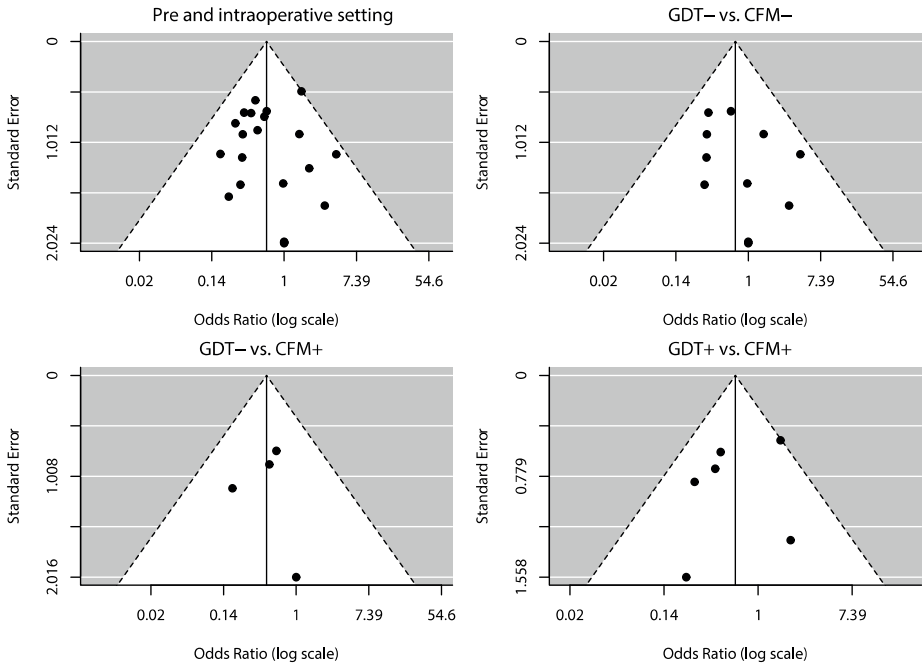 Pre and intraoperative setting
0
1.012
2.024
Standard Error
0.02 0.14 1 7.39 54.6
Odds Ratio (log scale)
GDT− vs. CFM−
0
1.012
2.024
Standard Error
0.02 0.14 1 7.39 54.6
Odds Ratio (log scale)
GDT− vs. CFM+
0
1.008
2.016
Standard Error
0.02 0.14 1 7.39 54.6
Odds Ratio (log scale)
GDT+ vs. CFM+
0
0.779
1.558
Standard Error
0.02 0.14 1 7.39
Odds Ratio (log scale)